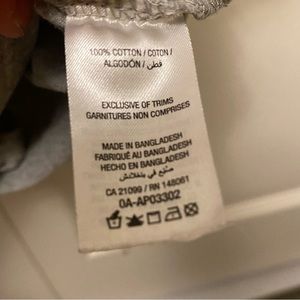 100% COTTON / COTON /
ALGODÓN / قطن
EXCLUSIVE OF TRIMS
GARNITURES NON COMPRISES
MADE IN BANGLADESH
FABRIQUÉ AU BANGLADESH
HECHO EN BANGLADESH
صنع في بنغلاديش
CA 21099 / RN 148061
0A-AP03302